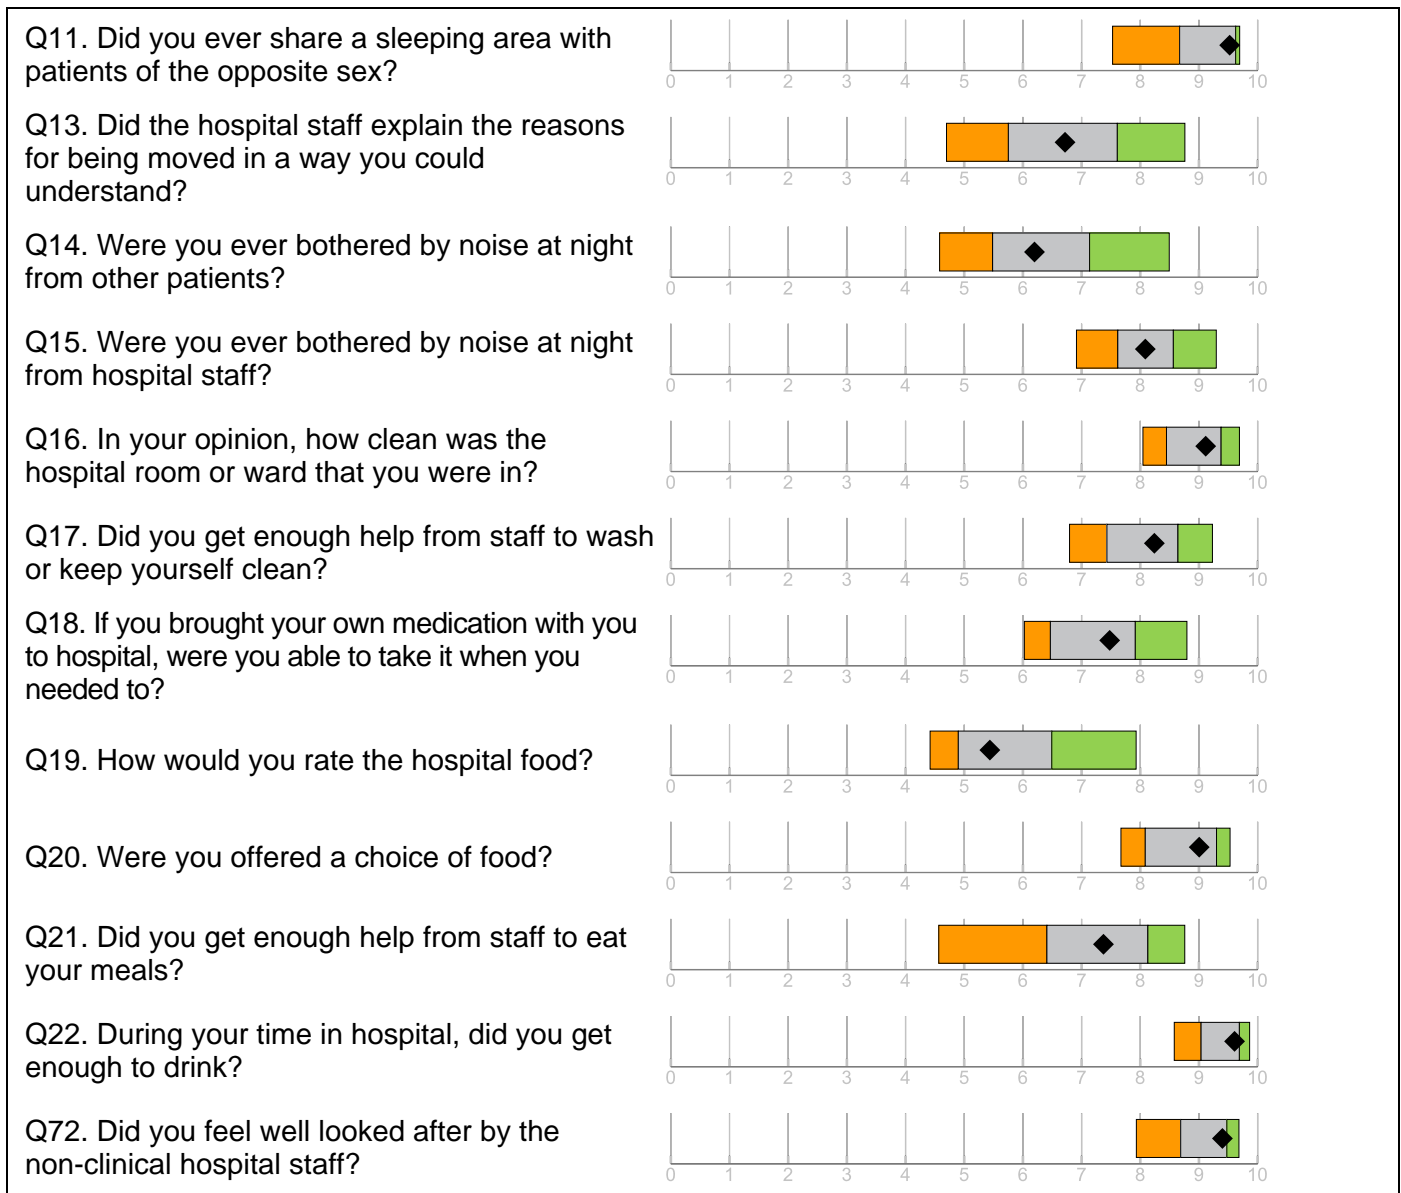 Q11. Did you ever share a sleeping area with
patients of the opposite sex?
0 1 2 3 4 5 6 7 8 9 10
Q13. Did the hospital staff explain the reasons
for being moved in a way you could
understand?
0 1 2 3 4 5 6 7 8 9 10
Q14. Were you ever bothered by noise at night
from other patients?
0 1 2 3 4 5 6 7 8 9 10
Q15. Were you ever bothered by noise at night
from hospital staff?
0 1 2 3 4 5 6 7 8 9 10
Q16. In your opinion, how clean was the
hospital room or ward that you were in?
0 1 2 3 4 5 6 7 8 9 10
Q17. Did you get enough help from staff to wash
or keep yourself clean?
0 1 2 3 4 5 6 7 8 9 10
Q18. If you brought your own medication with you
to hospital, were you able to take it when you
needed to?
0 1 2 3 4 5 6 7 8 9 10
Q19. How would you rate the hospital food?
0 1 2 3 4 5 6 7 8 9 10
Q20. Were you offered a choice of food?
0 1 2 3 4 5 6 7 8 9 10
Q21. Did you get enough help from staff to eat
your meals?
0 1 2 3 4 5 6 7 8 9 10
Q22. During your time in hospital, did you get
enough to drink?
0 1 2 3 4 5 6 7 8 9 10
Q72. Did you feel well looked after by the
non-clinical hospital staff?
0 1 2 3 4 5 6 7 8 9 10